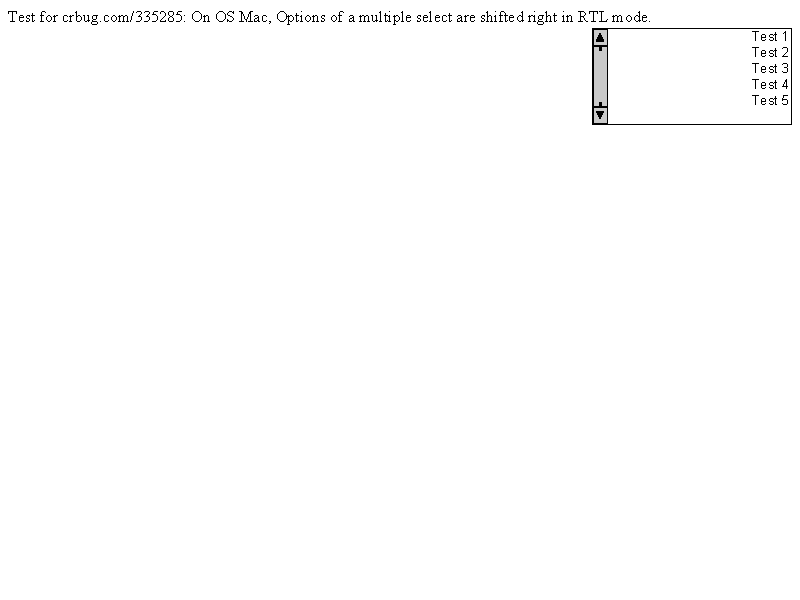 Test for crbug.com/335285: On OS Mac, Options of a multiple select are shifted right in RTL mode.
Test 1
Test 2
Test 3
Test 4
Test 5